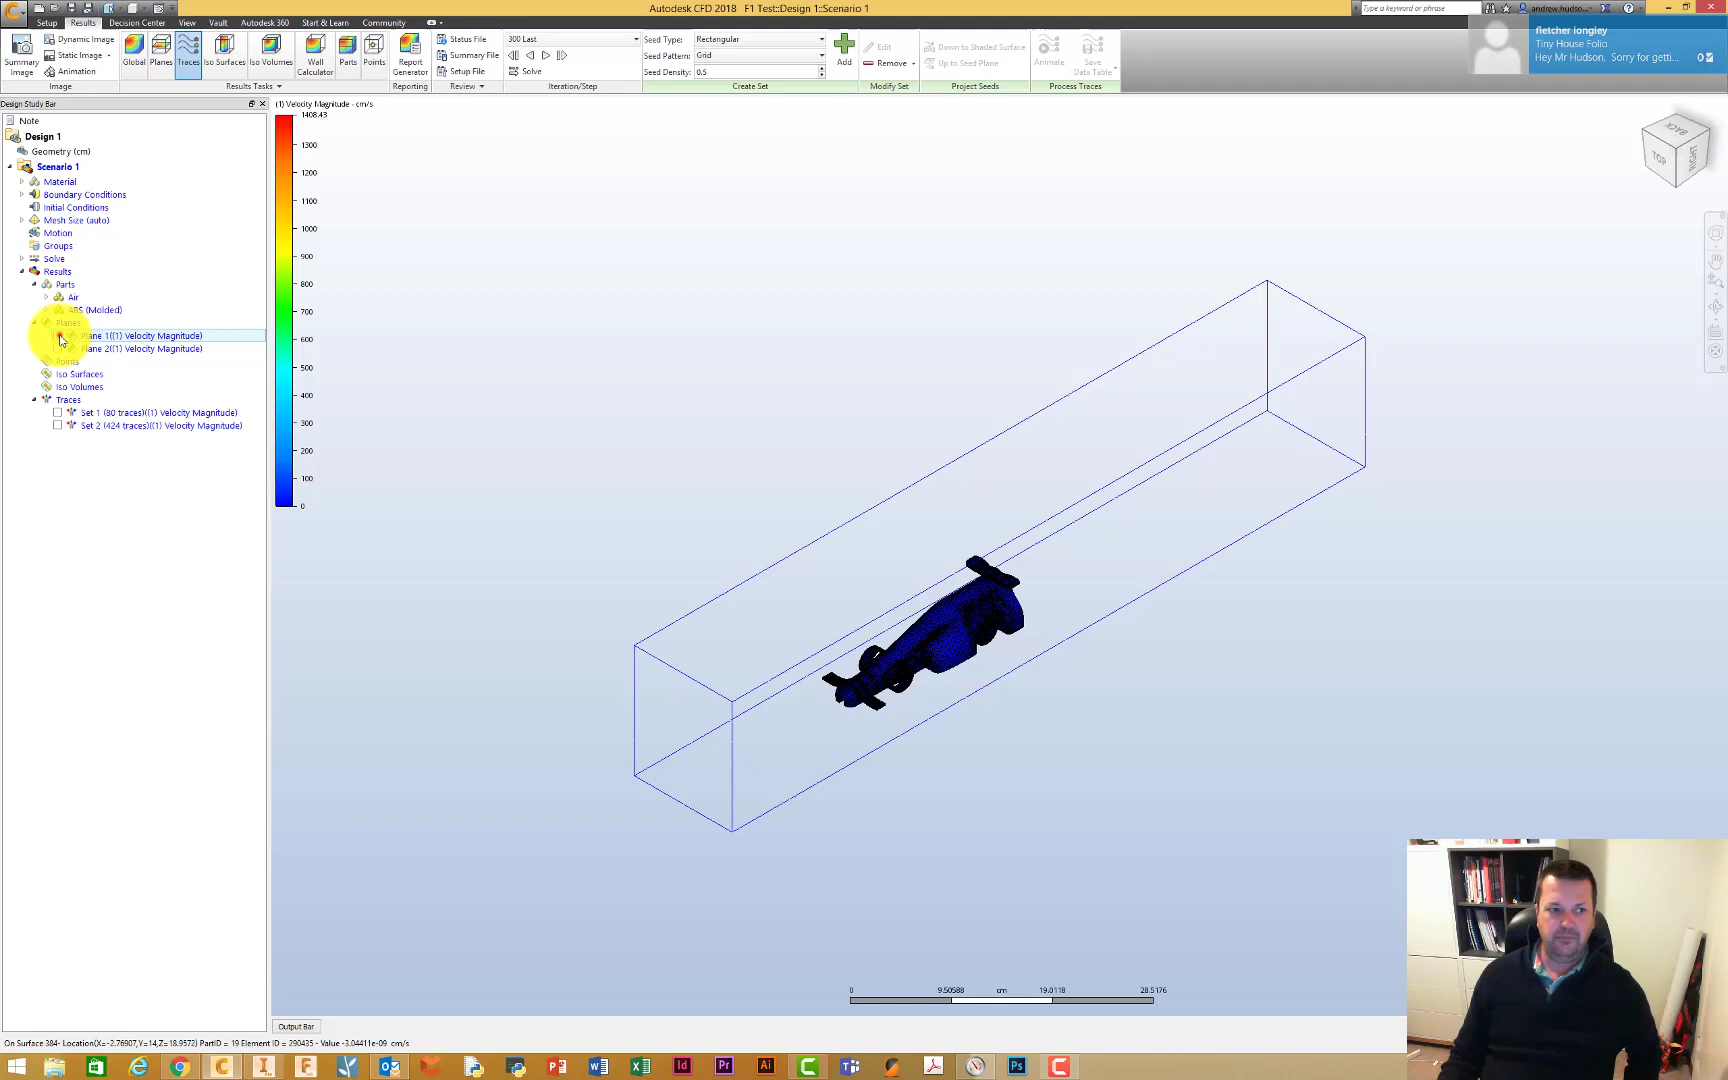 Autodesk CFD 2018   F1 Test::Design 1::Scenario 1
Type a keyword or phrase
andrew.hudso...
Setup
Results
Decision Center
View
Vault
Autodesk 360
Start & Learn
Community
Summary Image
Dynamic Image
Static Image
Animation
Image
Global
Planes
Traces
Iso Surfaces
Iso Volumes
Wall Calculator
Parts
Points
Results Tasks
Report Generator
Reporting
Status File
Summary File
Setup File
Review
300 Last
Solve
Iteration/Step
Seed Type: Rectangular
Seed Pattern: Grid
Seed Density: 0.5
Add
Create Set
Edit
Remove
Modify Set
Down to Shaded Surface
Up to Seed Plane
Project Seeds
Animate
Save Data Table
Process Traces
fletcher longley
Tiny House Folio
Hey Mr Hudson, Sorry for getti...
Design Study Bar
Note
Design 1
Geometry (cm)
Scenario 1
Material
Boundary Conditions
Initial Conditions
Mesh Size (auto)
Motion
Groups
Solve
Results
Parts
Air
ABS (Molded)
Planes
Plane 1((1) Velocity Magnitude)
Plane 2((1) Velocity Magnitude)
Points
Iso Surfaces
Iso Volumes
Traces
Set 1 (80 traces)((1) Velocity Magnitude)
Set 2 (424 traces)((1) Velocity Magnitude)
(1) Velocity Magnitude - cm/s
1408.43
1300
1200
1100
1000
900
800
700
600
500
400
300
200
100
0
BACK
TOP
RIGHT
0 9.50588 cm 19.0118 28.5176
Output Bar
On Surface 384- Location(X=-2.76907,Y=14,Z=18.9572) PartID = 19 Element ID = 290435 - Value -3.04411e-09 cm/s